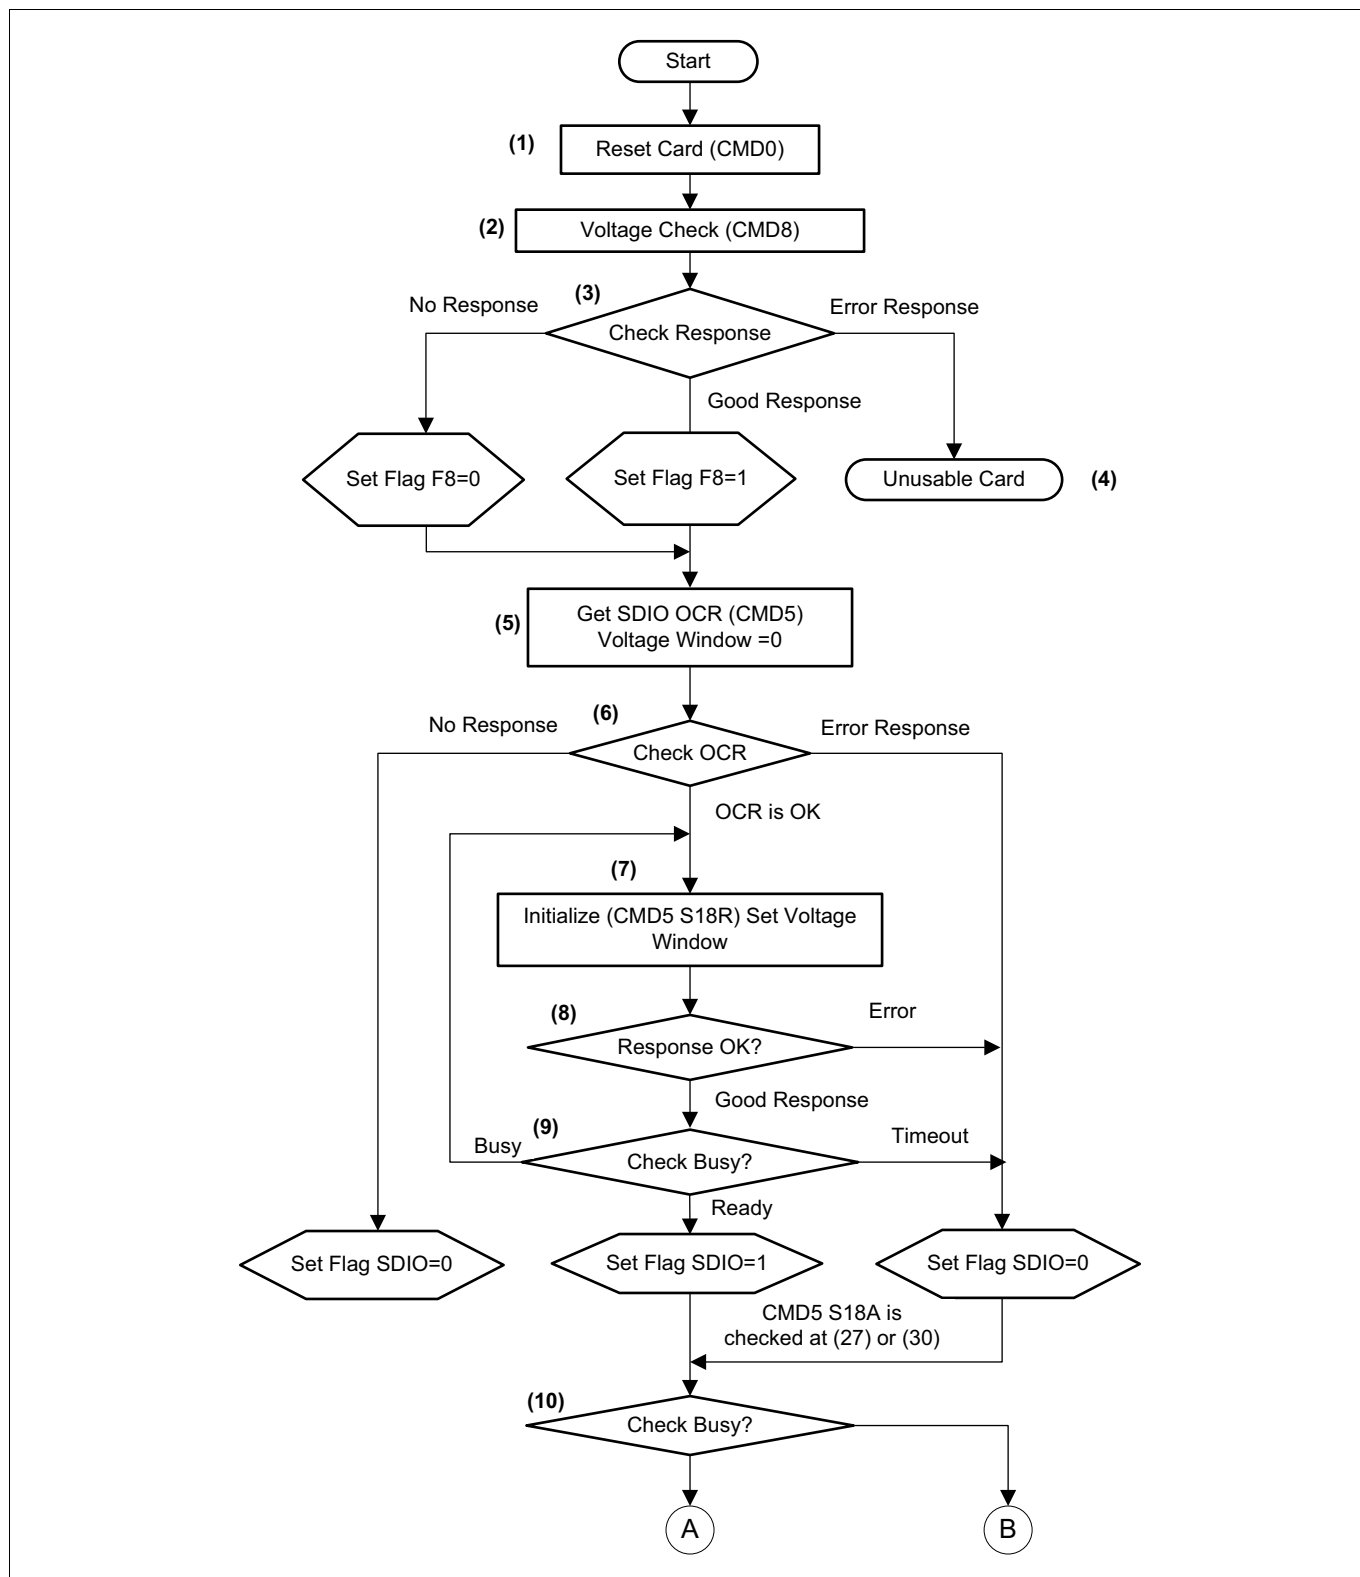 Start
(1)
Reset Card (CMD0)
(2)
Voltage Check (CMD8)
(3)
No Response
Error Response
Check Response
Good Response
Set Flag F8=0
Set Flag F8=1
Unusable Card
(4)
(5)
Get SDIO OCR (CMD5)
Voltage Window =0
(6)
No Response
Error Response
Check OCR
OCR is OK
(7)
Initialize (CMD5 S18R) Set Voltage
Window
(8)
Error
Response OK?
Good Response
(9)
Timeout
Busy
Check Busy?
Ready
Set Flag SDIO=0
Set Flag SDIO=1
Set Flag SDIO=0
CMD5 S18A is
checked at (27) or (30)
(10)
Check Busy?
A
B